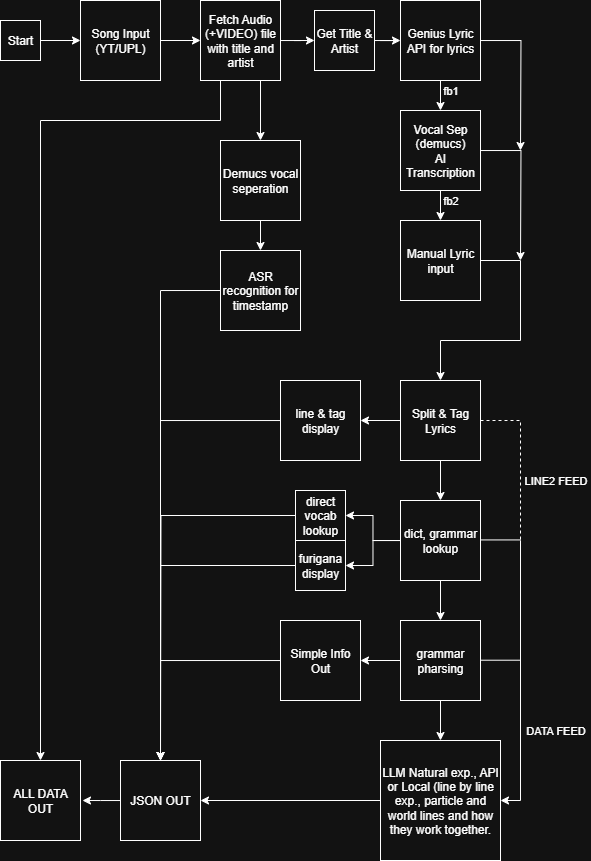 Start
Song Input
(YT/UPL)
Fetch Audio
(+VIDEO) file
with title and
artist
Get Title &
Artist
Genius Lyric
API for lyrics
fb1
Vocal Sep
(demucs)
AI
Transcription
fb2
Manual Lyric
input
Demucs vocal
seperation
ASR
recognition for
timestamp
line & tag
display
Split & Tag
Lyrics
LINE2 FEED
direct
vocab
lookup
furigana
display
dict, grammar
lookup
Simple Info
Out
grammar
pharsing
DATA FEED
LLM Natural exp., API
or Local (line by line
exp., particle and
world lines and how
they work together.
JSON OUT
ALL DATA
OUT